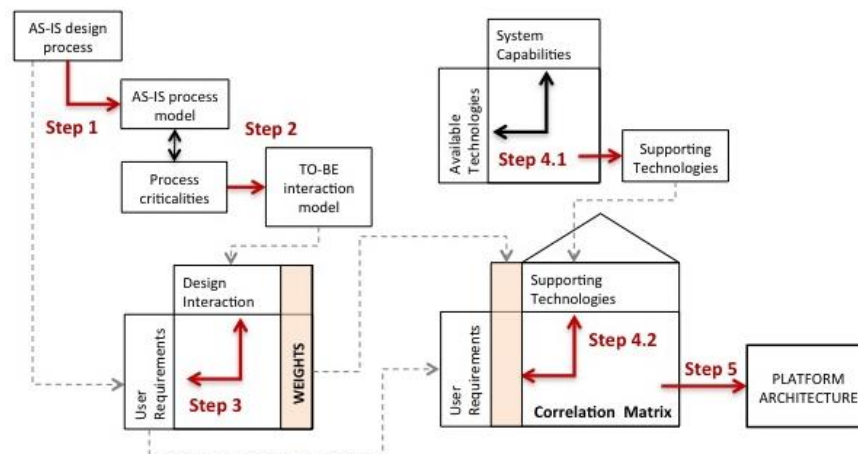 AS-IS design
process
Step 1
AS-IS process
model
Process
criticalities
Step 2
TO-BE
interaction
model
System
Capabilities
Available
Technologies
Step 4.1
Supporting
Technologies
Design
Interaction
User
Requirements
Step 3
WEIGHTS
Supporting
Technologies
User
Requirements
Step 4.2
Correlation Matrix
Step 5
PLATFORM
ARCHITECTURE